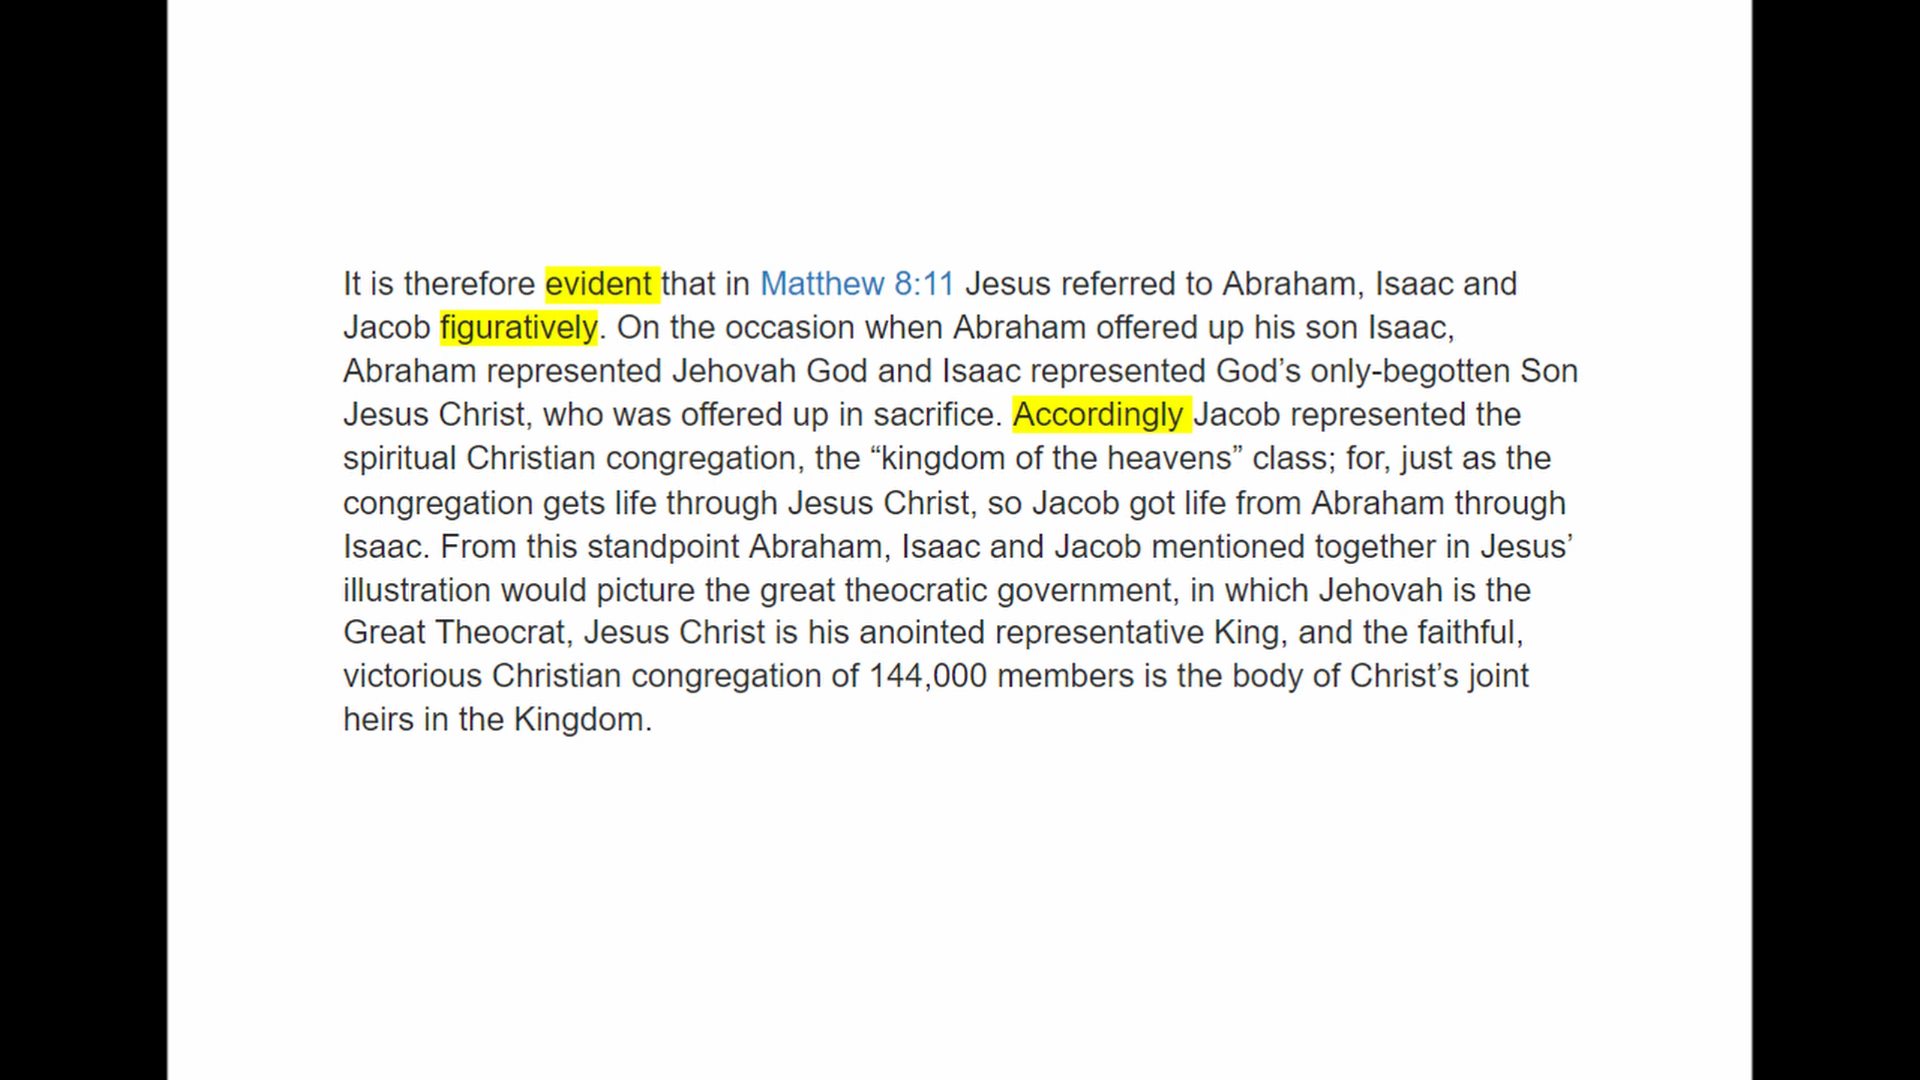 It is therefore evident that in Matthew 8:11 Jesus referred to Abraham, Isaac and
Jacob figuratively. On the occasion when Abraham offered up his son Isaac,
Abraham represented Jehovah God and Isaac represented God’s only-begotten Son
Jesus Christ, who was offered up in sacrifice. Accordingly Jacob represented the
spiritual Christian congregation, the “kingdom of the heavens” class; for, just as the
congregation gets life through Jesus Christ, so Jacob got life from Abraham through
Isaac. From this standpoint Abraham, Isaac and Jacob mentioned together in Jesus’
illustration would picture the great theocratic government, in which Jehovah is the
Great Theocrat, Jesus Christ is his anointed representative King, and the faithful,
victorious Christian congregation of 144,000 members is the body of Christ’s joint
heirs in the Kingdom.